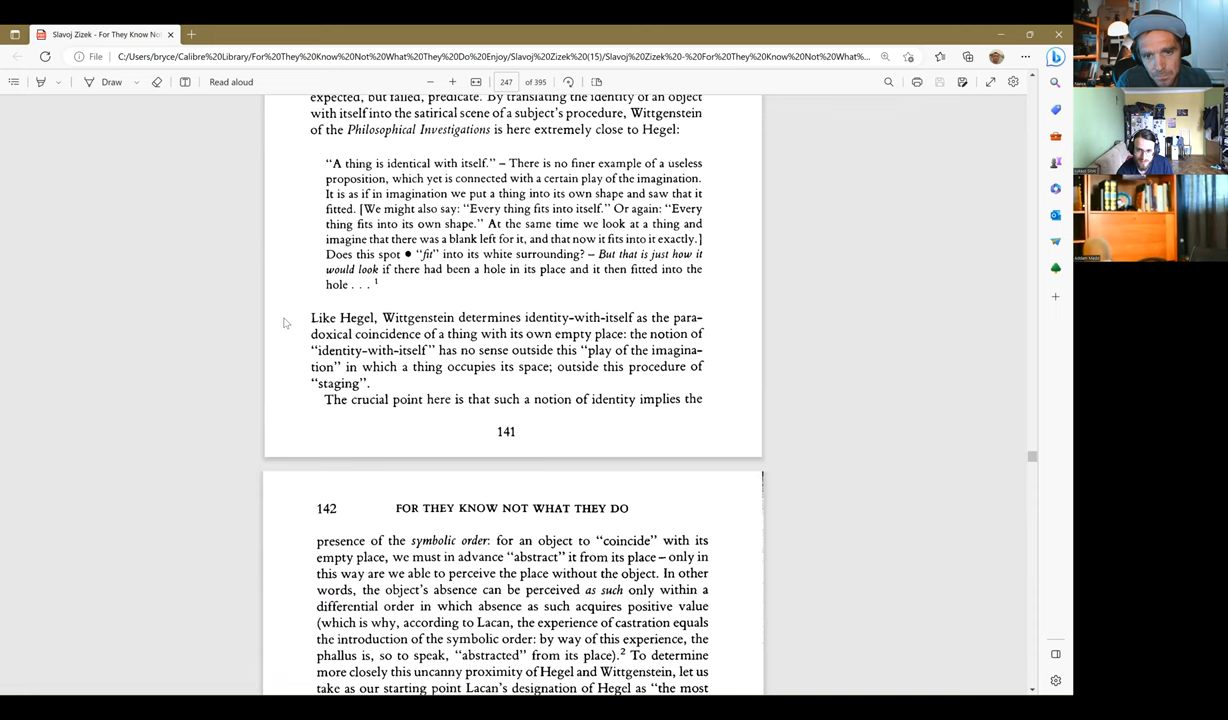 Slavoj Zizek - For They Know Not
File
C:/Users/bryce/Calibre%20Library/For%20They%20Know%20Not%20What%20They%20Do%20Enjoy/Slavoj%20Zizek%20(15)/Slavoj%20Zizek%20-%20For%20They%20Know%20Not%20What%...
Draw
Read aloud
247 of 395
expected, but failed, predicate. By translating the identity of an object
with itself into the satirical scene of a subject's procedure, Wittgenstein
of the Philosophical Investigations is here extremely close to Hegel:
“A thing is identical with itself.” – There is no finer example of a useless
proposition, which yet is connected with a certain play of the imagination.
It is as if in imagination we put a thing into its own shape and saw that it
fitted. [We might also say: “Every thing fits into itself.” Or again: “Every
thing fits into its own shape.” At the same time we look at a thing and
imagine that there was a blank left for it, and that now it fits into it exactly.]
Does this spot ● “fit” into its white surrounding? – But that is just how it
would look if there had been a hole in its place and it then fitted into the
hole . . . 1
Like Hegel, Wittgenstein determines identity-with-itself as the para-
doxical coincidence of a thing with its own empty place: the notion of
“identity-with-itself” has no sense outside this “play of the imagina-
tion” in which a thing occupies its space; outside this procedure of
“staging”.
The crucial point here is that such a notion of identity implies the
141
142 FOR THEY KNOW NOT WHAT THEY DO
presence of the symbolic order: for an object to “coincide” with its
empty place, we must in advance “abstract” it from its place – only in
this way are we able to perceive the place without the object. In other
words, the object's absence can be perceived as such only within a
differential order in which absence as such acquires positive value
(which is why, according to Lacan, the experience of castration equals
the introduction of the symbolic order: by way of this experience, the
phallus is, so to speak, “abstracted” from its place).2 To determine
more closely this uncanny proximity of Hegel and Wittgenstein, let us
take as our starting point Lacan's designation of Hegel as “the most